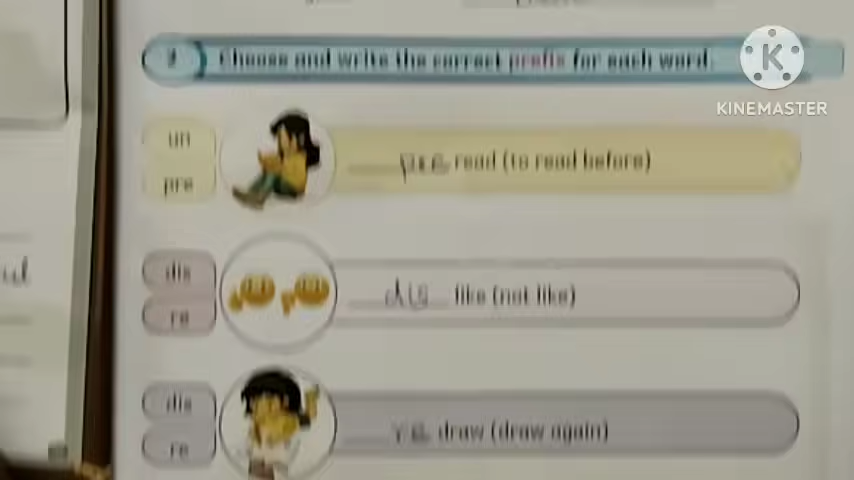 2 Choose and write the correct prefix for each word.
K
KINEMASTER
un
pre
pre read (to read before)
dis
re
dis like (not like)
dis
re
re draw (draw again)